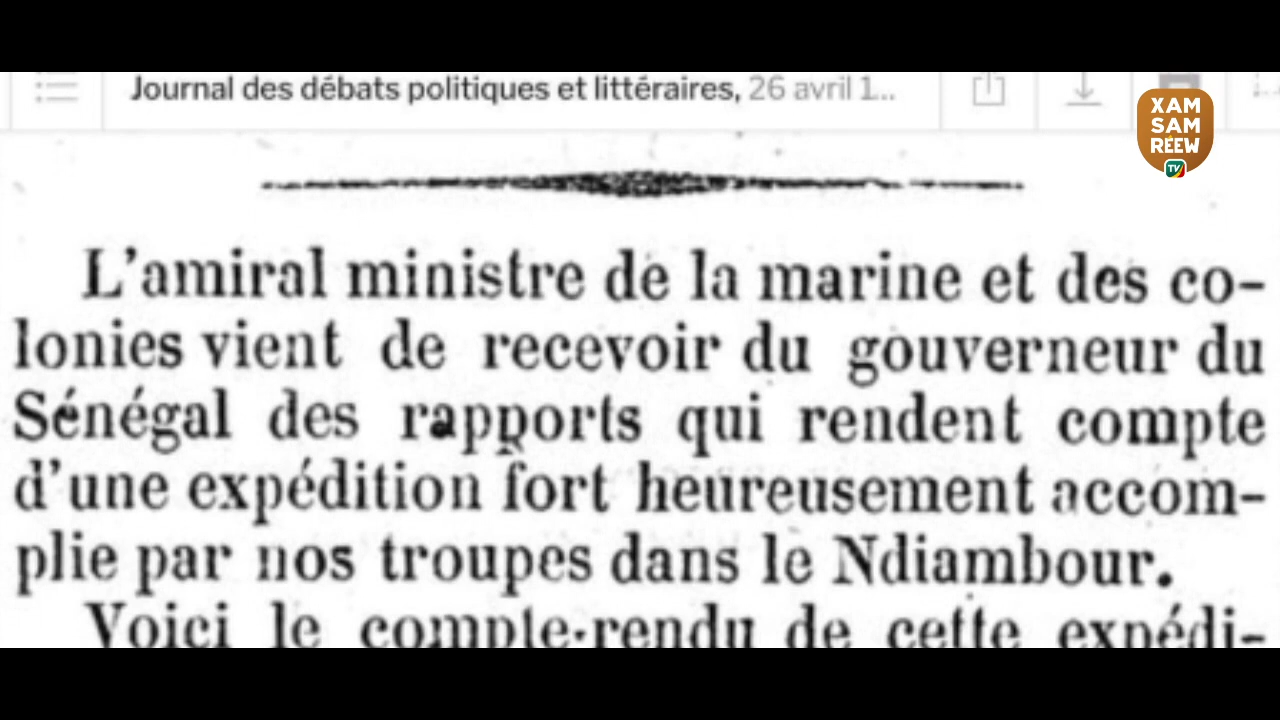 Journal des débats politiques et littéraires, 26 avril 1...
XAM
SAM
RÉEW
TV
L'amiral ministre de la marine et des co-
lonies vient de recevoir du gouverneur du
Sénégal des rapports qui rendent compte
d'une expédition fort heureusement accom-
plie par nos troupes dans le Ndiambour.
Voici le compte-rendu de cette expédi-